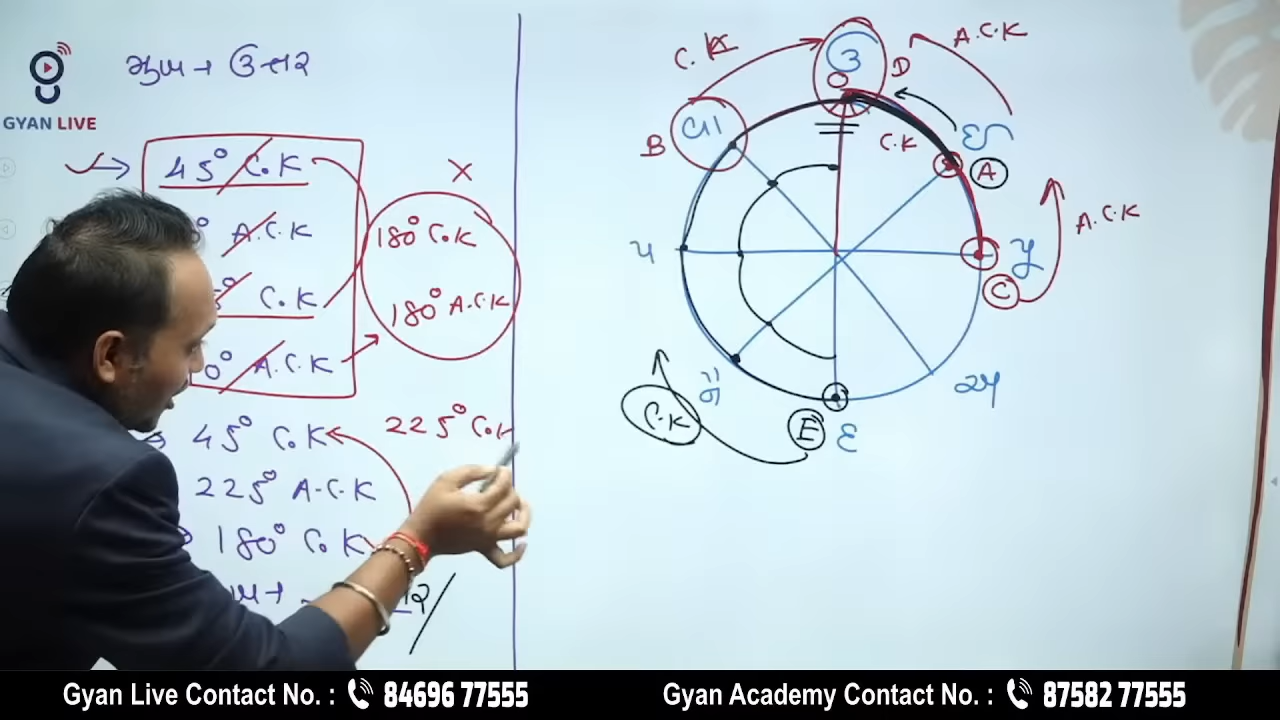 GYAN LIVE
મુખ → ઉત્તર
45° C.K
A.C.K
C.K
A.C.K
X
180° C.K
180° A.C.K
45° C.K
225° C.K
225° A.C.K
180° C.K
C.K
ઉ
D
A.C.K
B
વા
C.K
ઈ
A
A.C.K
પ
પૂ
C
નૈ
અ
C.K
E
દ
Gyan Live Contact No. : 84696 77555
Gyan Academy Contact No. : 87582 77555